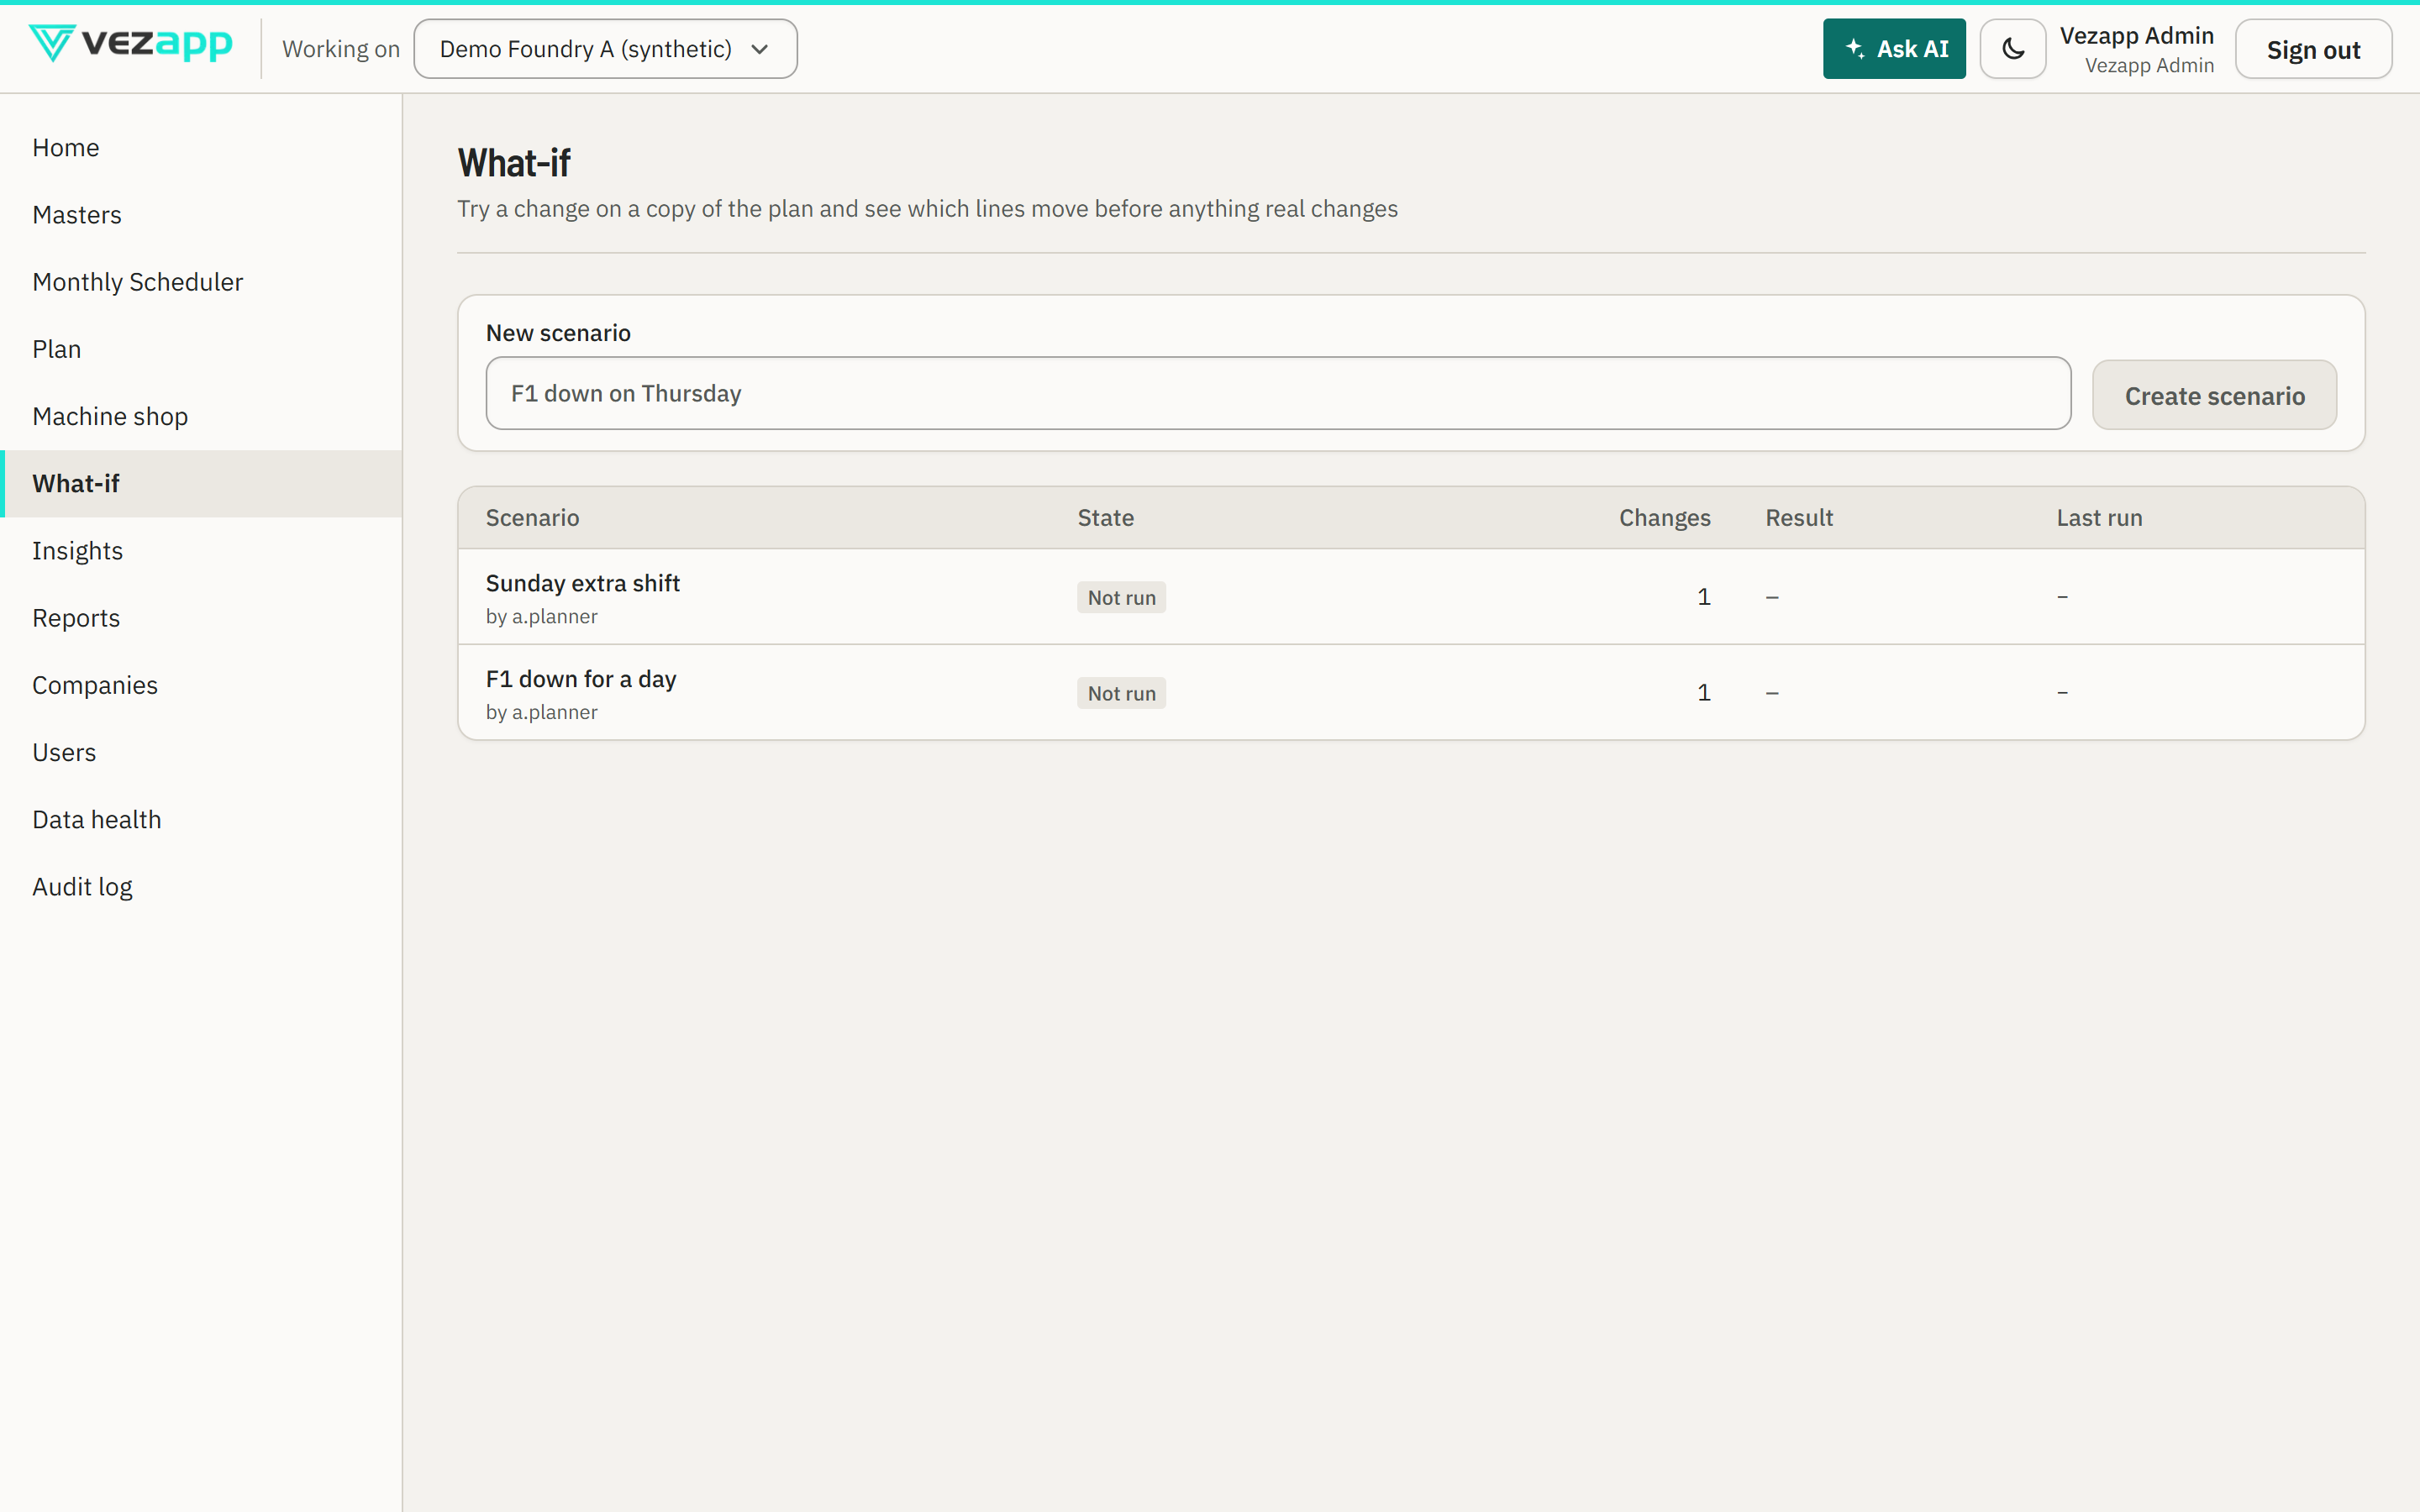 vezapp
Working on
Demo Foundry A (synthetic)
Ask AI
Vezapp Admin
Vezapp Admin
Sign out
Home
Masters
Monthly Scheduler
Plan
Machine shop
What-if
Insights
Reports
Companies
Users
Data health
Audit log
What-if
Try a change on a copy of the plan and see which lines move before anything real changes
New scenario
F1 down on Thursday
Create scenario
Scenario State Changes Result Last run
Sunday extra shift
by a.planner
Not run 1 – –
F1 down for a day
by a.planner
Not run 1 – –